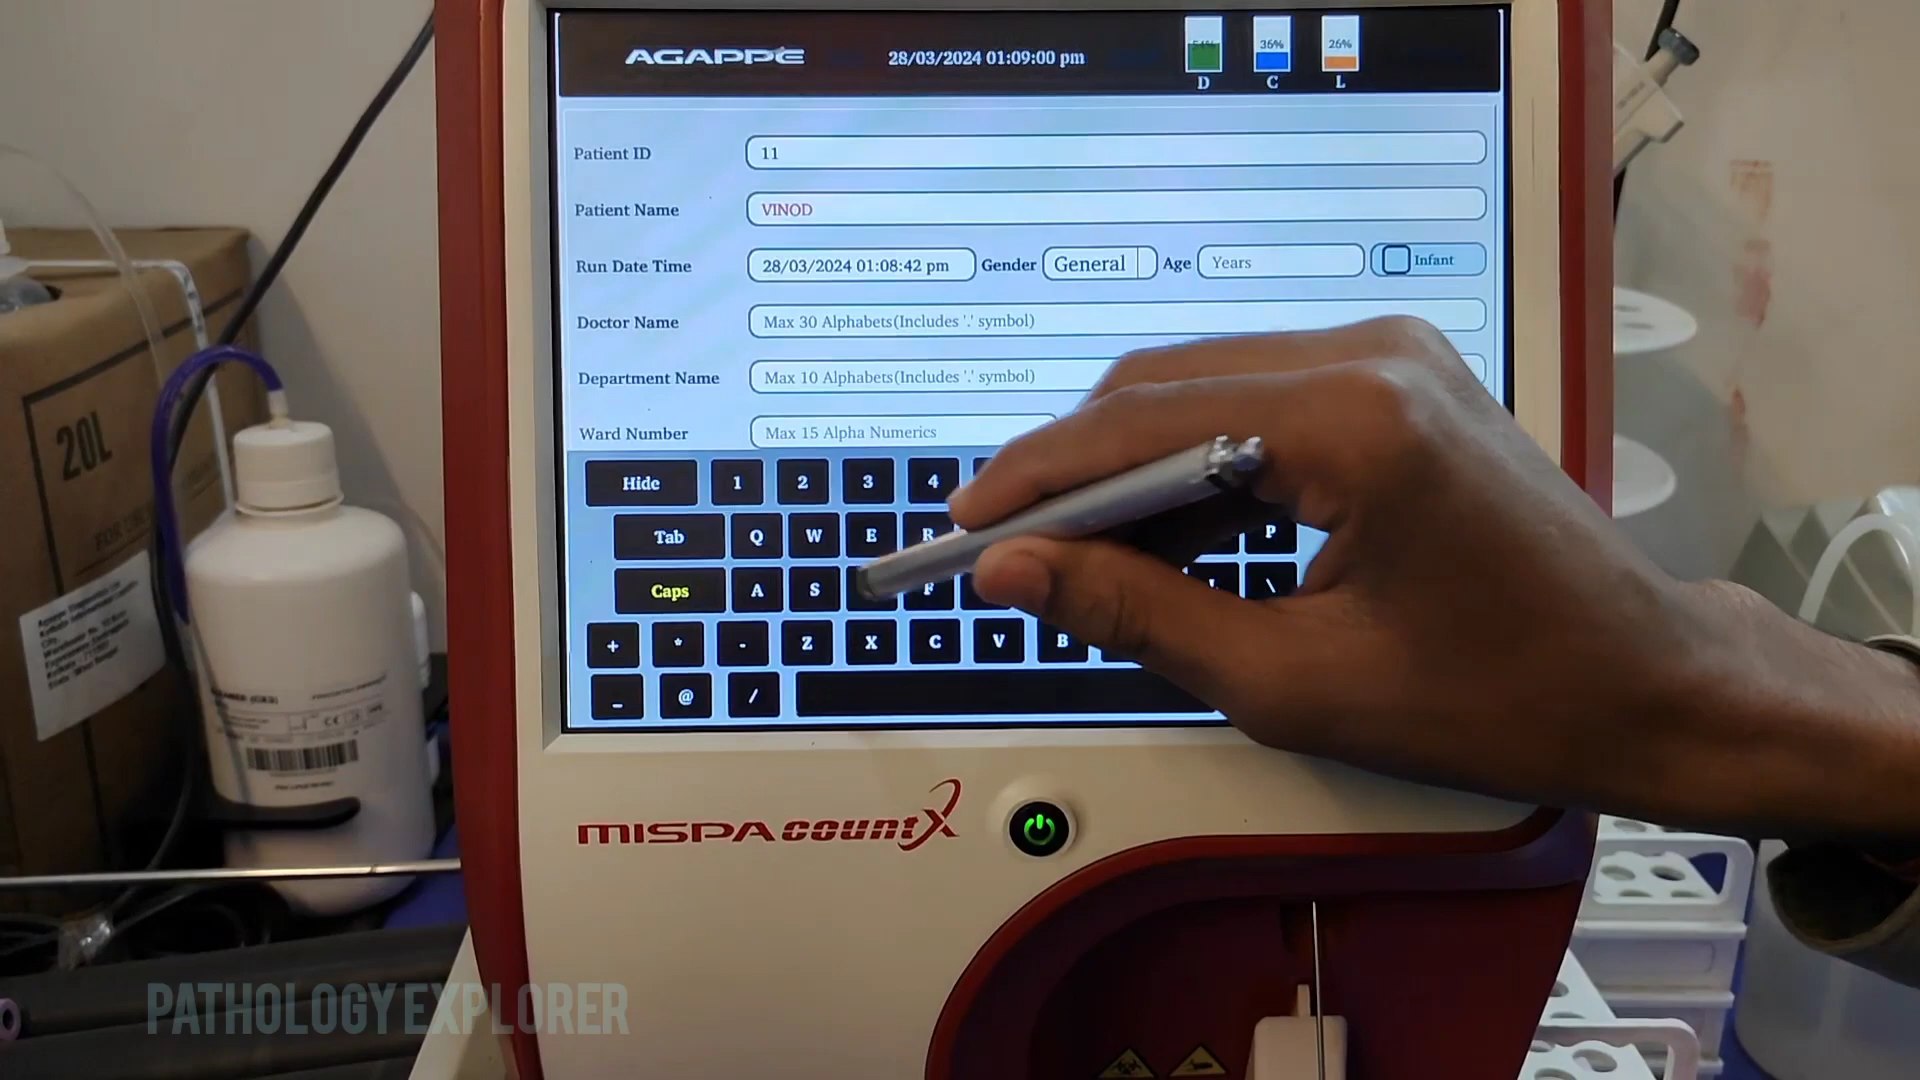 AGAPPE
28/03/2024 01:09:00 pm
54% 36% 26%
D C L
Patient ID 11
Patient Name VINOD
Run Date Time 28/03/2024 01:08:42 pm Gender General Age Years Infant
Doctor Name Max 30 Alphabets(Includes '.' symbol)
Department Name Max 10 Alphabets(Includes '.' symbol)
Ward Number Max 15 Alpha Numerics
Hide 1 2 3 4
Tab Q W E R P
Caps A S F \
+ * - Z X C V B
_ @ /
MISPA countX
20L
PATHOLOGY EXPLORER